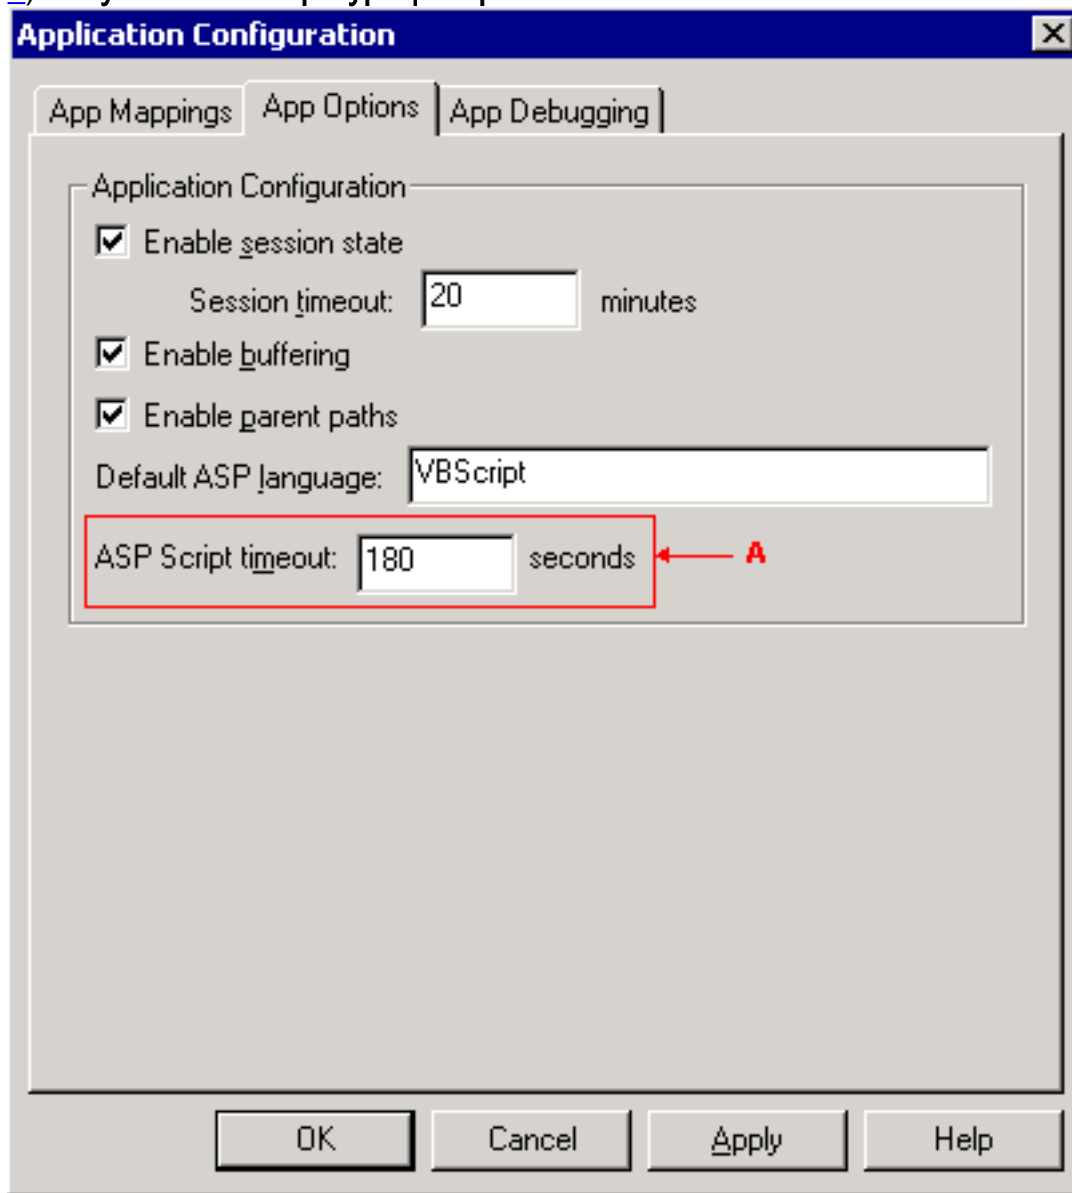 Application Configuration
App Mappings App Options App Debugging
Application Configuration
Enable session state
Session timeout: 20 minutes
Enable buffering
Enable parent paths
Default ASP language: VBScript
ASP Script timeout: 180 seconds A
OK Cancel Apply Help